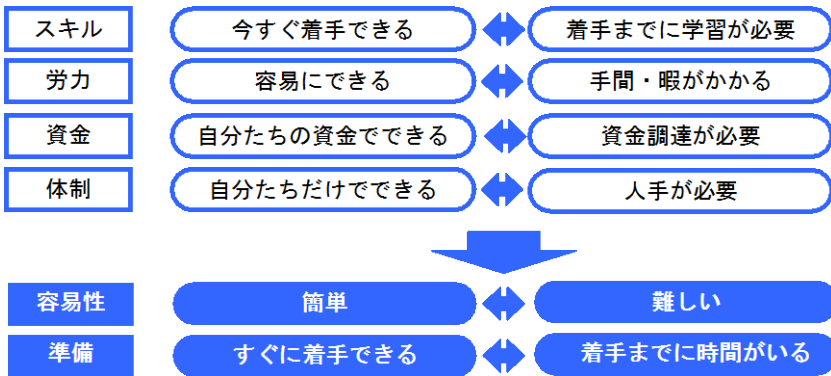 スキル 今すぐ着手できる 着手までに学習が必要
労力 容易にできる 手間・暇がかかる
資金 自分たちの資金でできる 資金調達が必要
体制 自分たちだけでできる 人手が必要
容易性 簡単 難しい
準備 すぐに着手できる 着手までに時間がいる